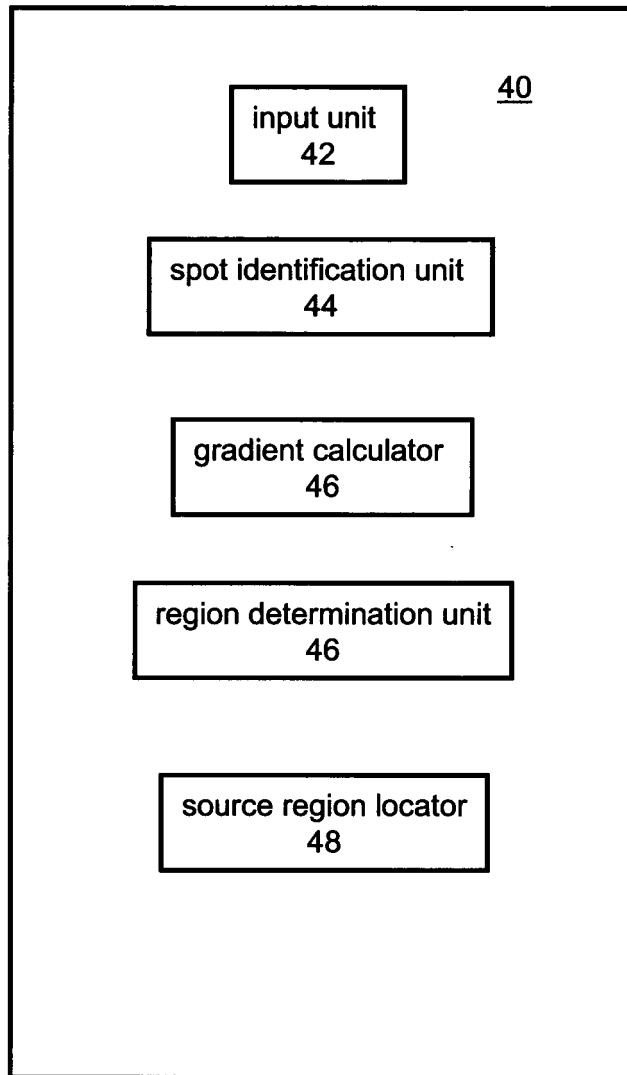 40
input unit
42
spot identification unit
44
gradient calculator
46
region determination unit
46
source region locator
48